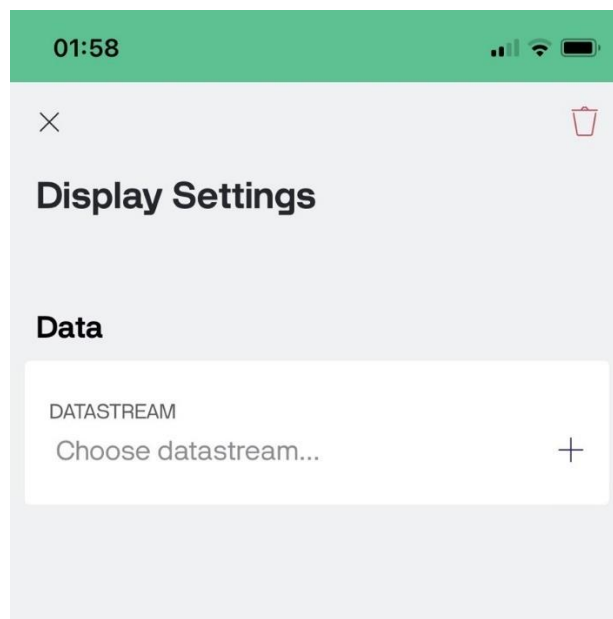 01:58
Display Settings
Data
DATASTREAM
Choose datastream...